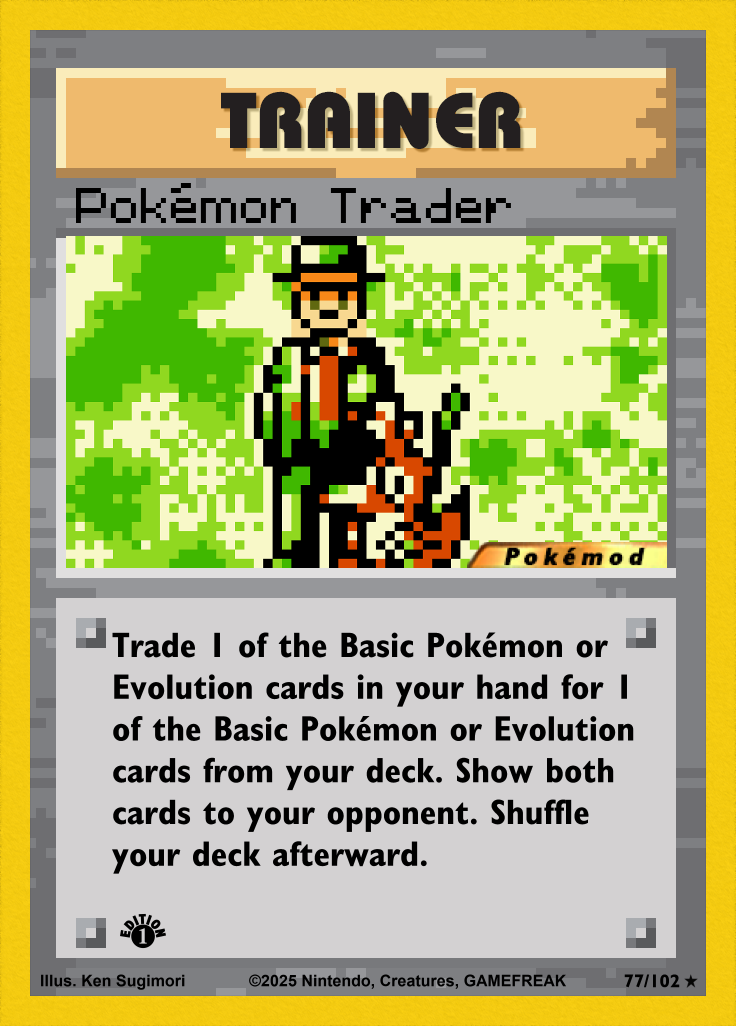 TRAINER
Pokémon Trader
Pokémod
Trade 1 of the Basic Pokémon or
Evolution cards in your hand for 1
of the Basic Pokémon or Evolution
cards from your deck. Show both
cards to your opponent. Shuffle
your deck afterward.
EDITION
1
Illus. Ken Sugimori ©2025 Nintendo, Creatures, GAMEFREAK 77/102 ★